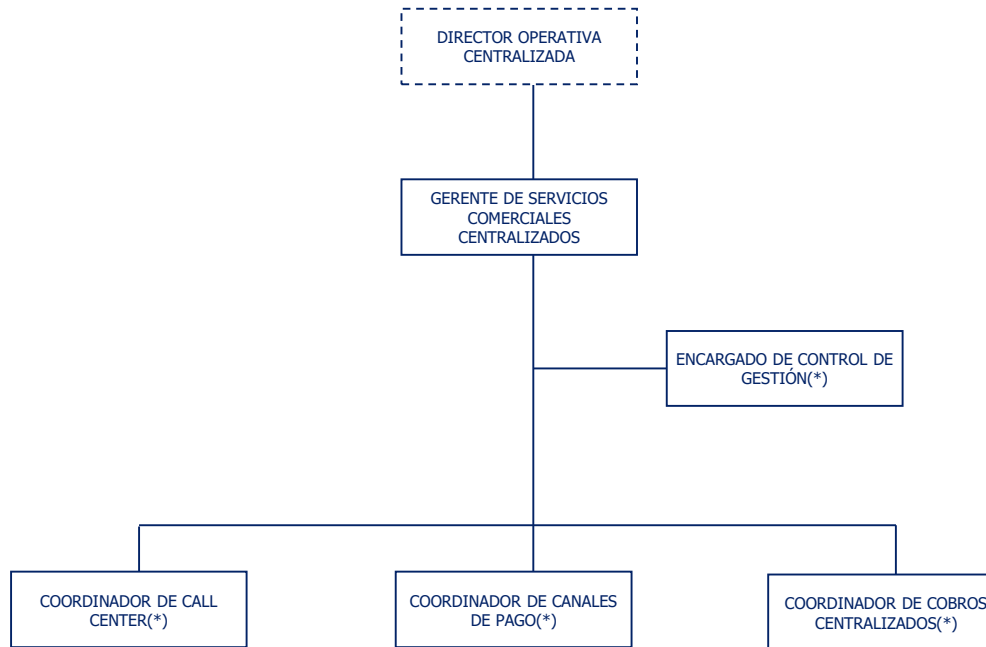 DIRECTOR OPERATIVA
CENTRALIZADA
GERENTE DE SERVICIOS
COMERCIALES
CENTRALIZADOS
ENCARGADO DE CONTROL DE
GESTIÓN(*)
COORDINADOR DE CALL
CENTER(*)
COORDINADOR DE CANALES
DE PAGO(*)
COORDINADOR DE COBROS
CENTRALIZADOS(*)